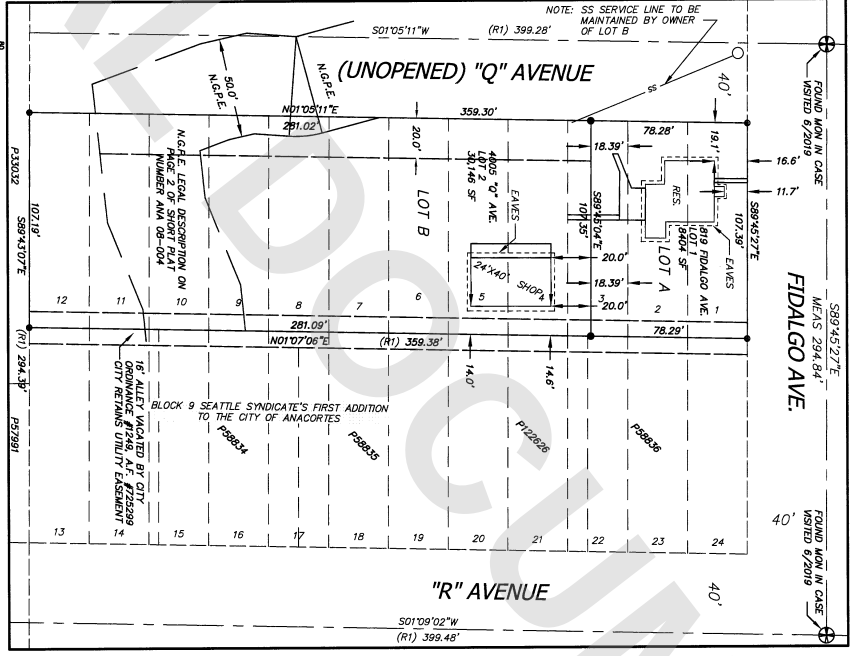 NOTE: SS SERVICE LINE TO BE
MAINTAINED BY OWNER
OF LOT B
S01°05'11"W
(R1) 399.28'
(UNOPENED) "Q" AVENUE
SS
40'
FOUND MON IN CASE
VISITED 6/2019
50.0'
N.G.P.E.
N.G.P.E.
N01°05'11"E
281.02'
359.30'
20.0'
78.28'
19.1'
16.6'
11.7'
18.39'
N.G.P.E. LEGAL DESCRIPTION ON
PAGE 2 OF SHORT PLAT
NUMBER ANA 08-004
LOT B
4005 "Q" AVE.
LOT 2
30,146 SF
EAVES
24'X40' SHOP
S89°45'04"E
107.35'
RES.
EAVES
819 FIDALGO AVE.
LOT 1
8404 SF
LOT A
S89°45'27"E
107.39'
20.0'
18.39'
20.0'
S89°45'27"E
MEAS 294.84'
FIDALGO AVE.
P33032
S89°43'07"E
107.19'
(R1) 294.39'
P57991
12
11
10
9
8
7
6
5
4
3
2
1
281.09'
N01°07'06"E
(R1) 359.38'
78.29'
14.0'
14.6'
16' ALLEY VACATED BY CITY
ORDINANCE #1249, A.F. #725299
CITY RETAINS UTILITY EASEMENT
BLOCK 9 SEATTLE SYNDICATE'S FIRST ADDITION
TO THE CITY OF ANACORTES
P58834
P58835
P122626
P58836
13
14
15
16
17
18
19
20
21
22
23
24
40'
FOUND MON IN CASE
VISITED 6/2019
"R" AVENUE
40'
S01°09'02"W
(R1) 399.48'